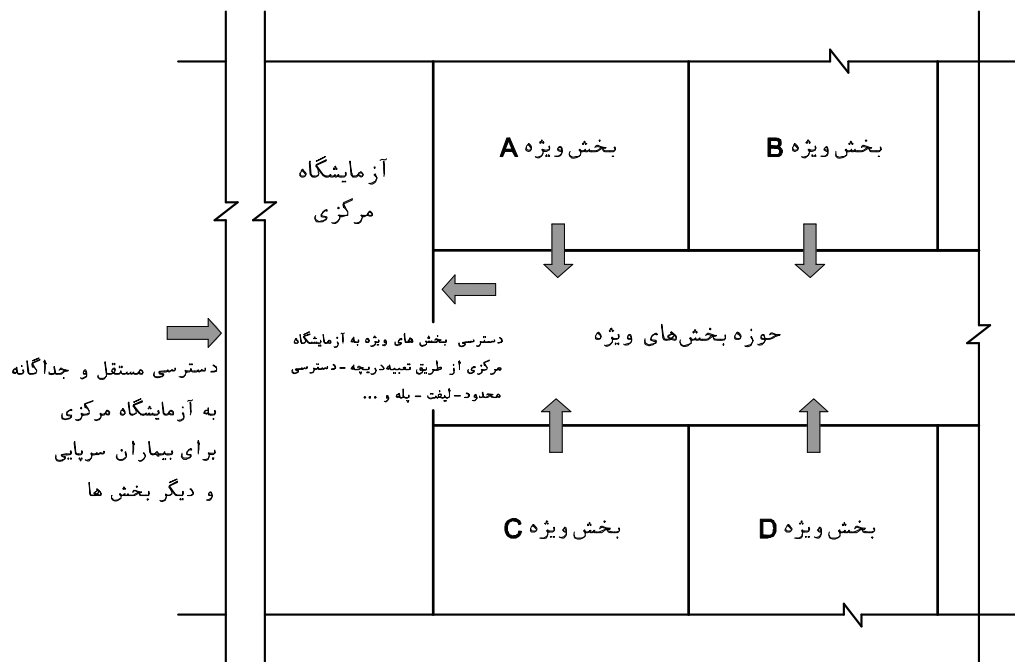 بخش ویژه A
بخش ویژه B
آزمایشگاه
مرکزی
حوزه بخش‌های ویژه
دسترسی بخش های ویژه به آزمایشگاه
مرکزی از طریق تعبیه‌دریچه -دسترسی
محدود- لیفت - پله و ...
دسترسی مستقل و جداگانه
به آزمایشگاه مرکزی
برای بیماران سرپایی
و دیگر بخش ها
بخش ویژه C
بخش ویژه D